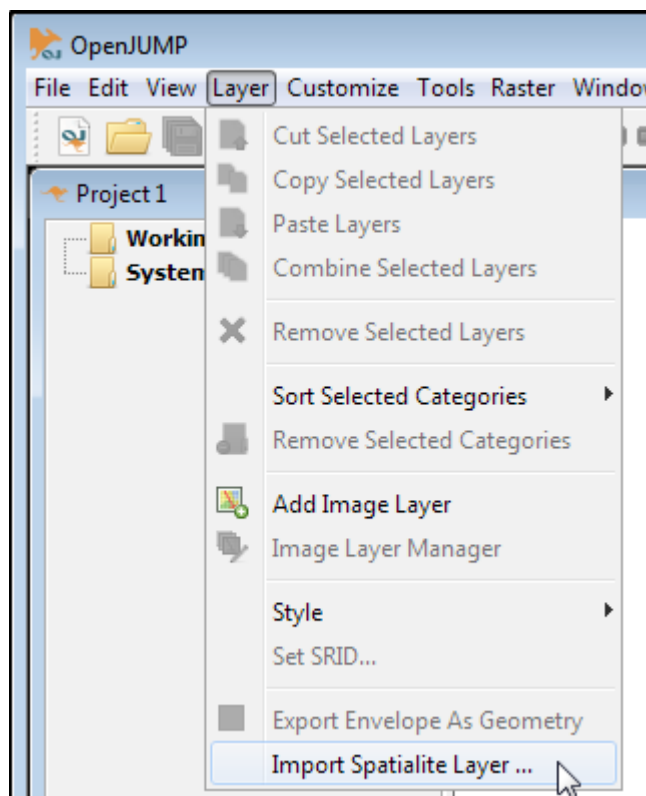 OpenJUMP
File Edit View Layer Customize Tools Raster
Project 1
Cut Selected Layers
Copy Selected Layers
Paste Layers
Combine Selected Layers
Remove Selected Layers
Sort Selected Categories
Remove Selected Categories
Add Image Layer
Image Layer Manager
Style
Set SRID...
Export Envelope As Geometry
Import Spatialite Layer ...